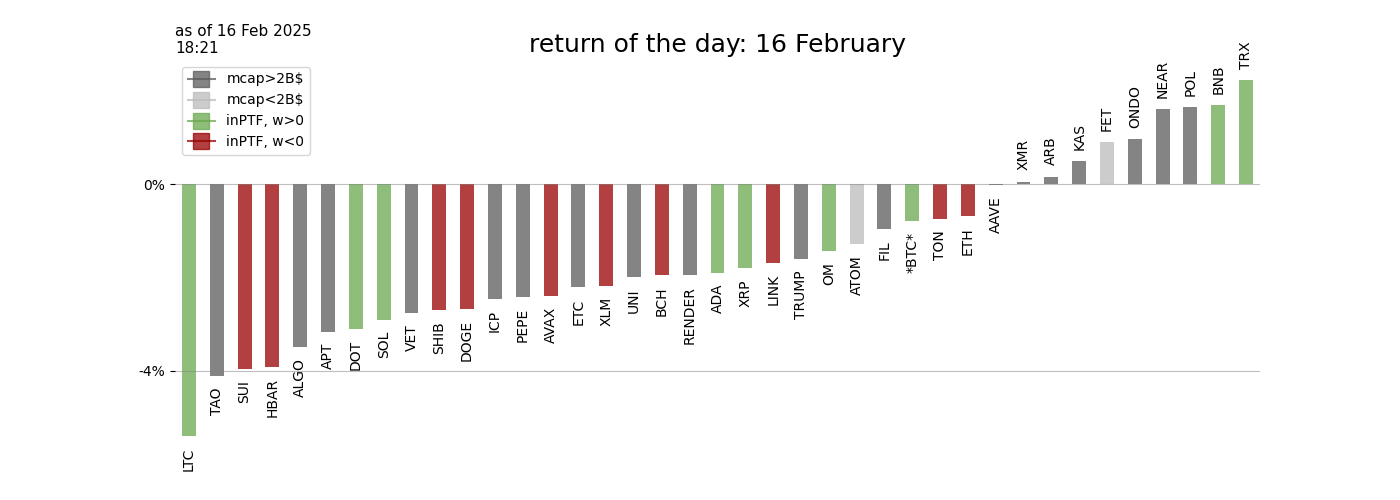 as of 16 Feb 2025
18:21
return of the day: 16 February
mcap>2B$
mcap<2B$
inPTF, w>0
inPTF, w<0
0%
-4%
LTC
TAO
SUI
HBAR
ALGO
APT
DOT
SOL
VET
SHIB
DOGE
ICP
PEPE
AVAX
ETC
XLM
UNI
BCH
RENDER
ADA
XRP
LINK
TRUMP
OM
ATOM
FIL
*BTC*
TON
ETH
AAVE
XMR
ARB
KAS
FET
ONDO
NEAR
POL
BNB
TRX